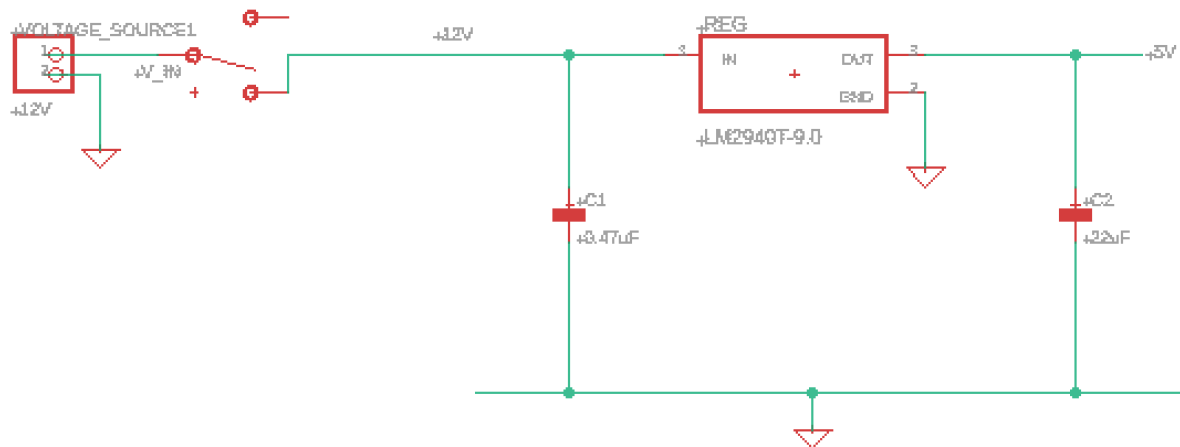 VOLTAGE_SOURCE1
1
2
+12V
V_IN
+12V
REG
IN
OUT
GND
3
2
LM2940T-9.0
+5V
C1
0.47uF
C2
22uF